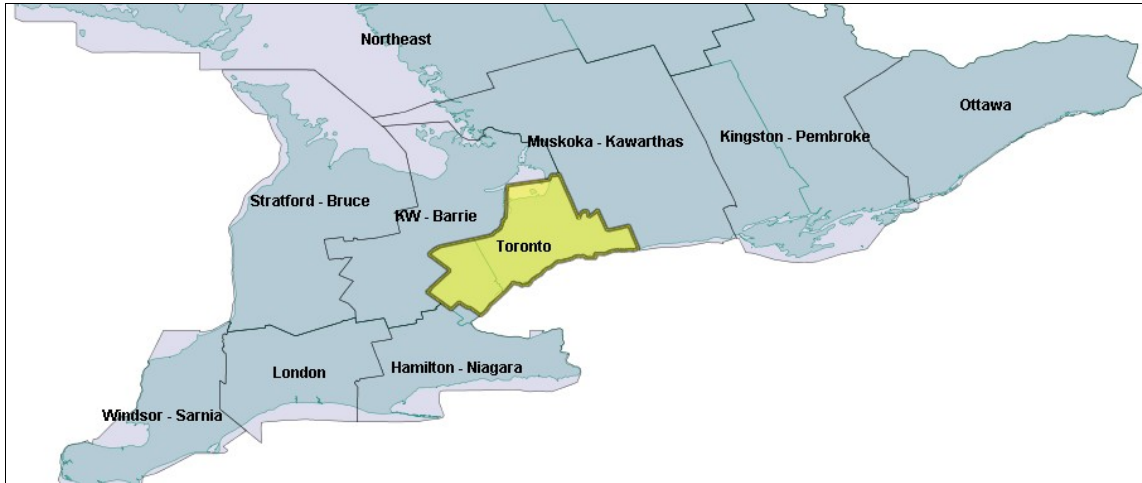 Northeast
Ottawa
Muskoka - Kawarthas
Kingston - Pembroke
Stratford - Bruce
KW - Barrie
Toronto
Hamilton - Niagara
London
Windsor - Sarnia